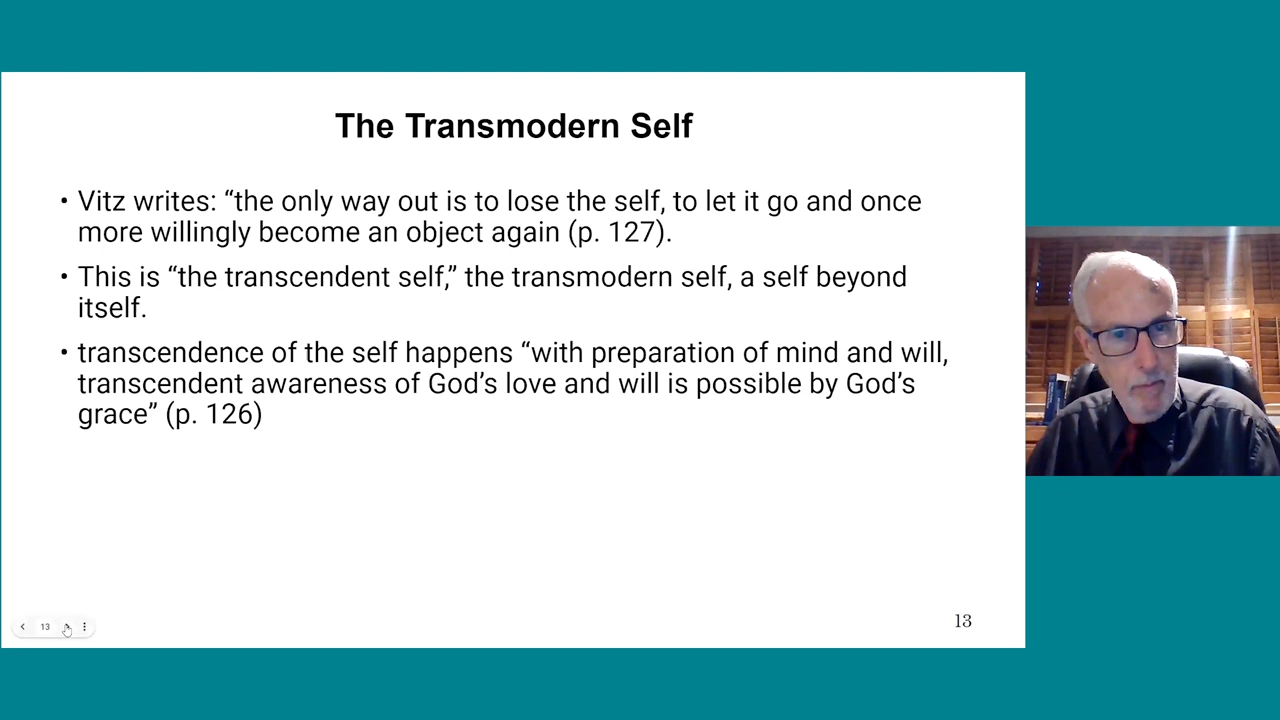 The Transmodern Self
• Vitz writes: “the only way out is to lose the self, to let it go and once
more willingly become an object again (p. 127).
• This is “the transcendent self,” the transmodern self, a self beyond
itself.
• transcendence of the self happens “with preparation of mind and will,
transcendent awareness of God’s love and will is possible by God’s
grace” (p. 126)
13
13